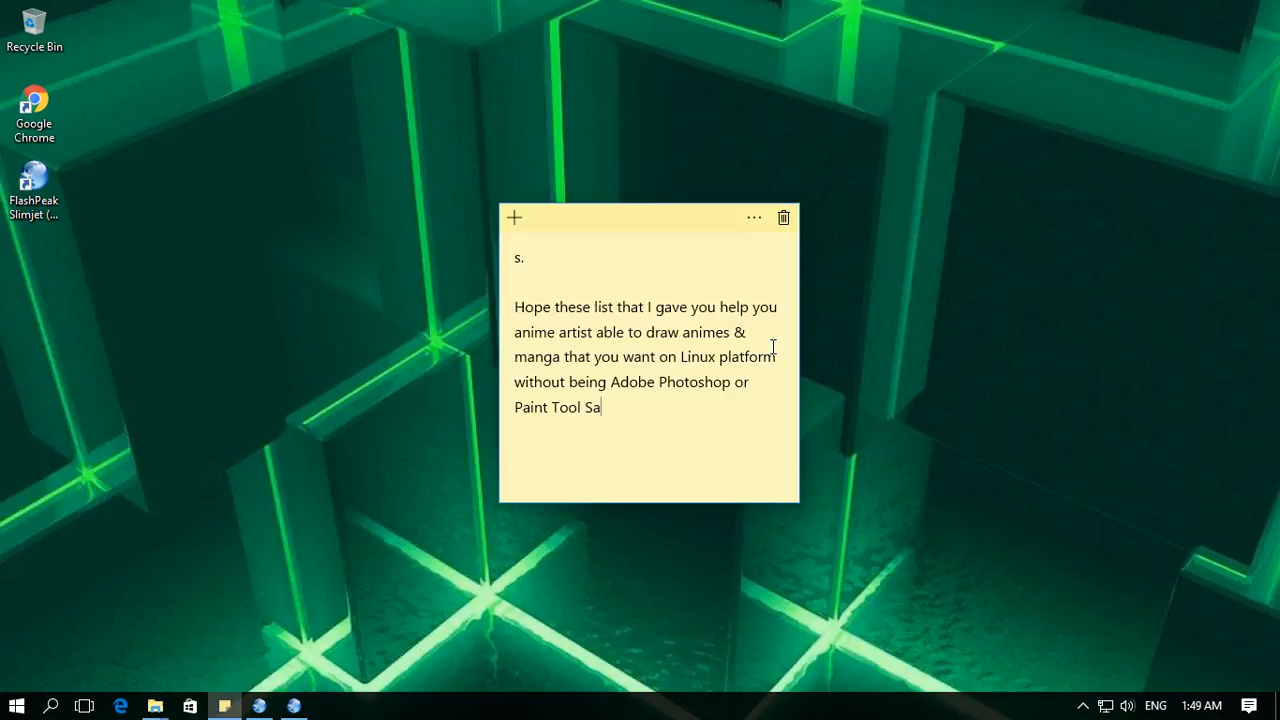 Recycle Bin
Google
Chrome
FlashPeak
Slimjet (...
s.
Hope these list that I gave you help you
anime artist able to draw animes &
manga that you want on Linux platform
without being Adobe Photoshop or
Paint Tool Sa
ENG
1:49 AM